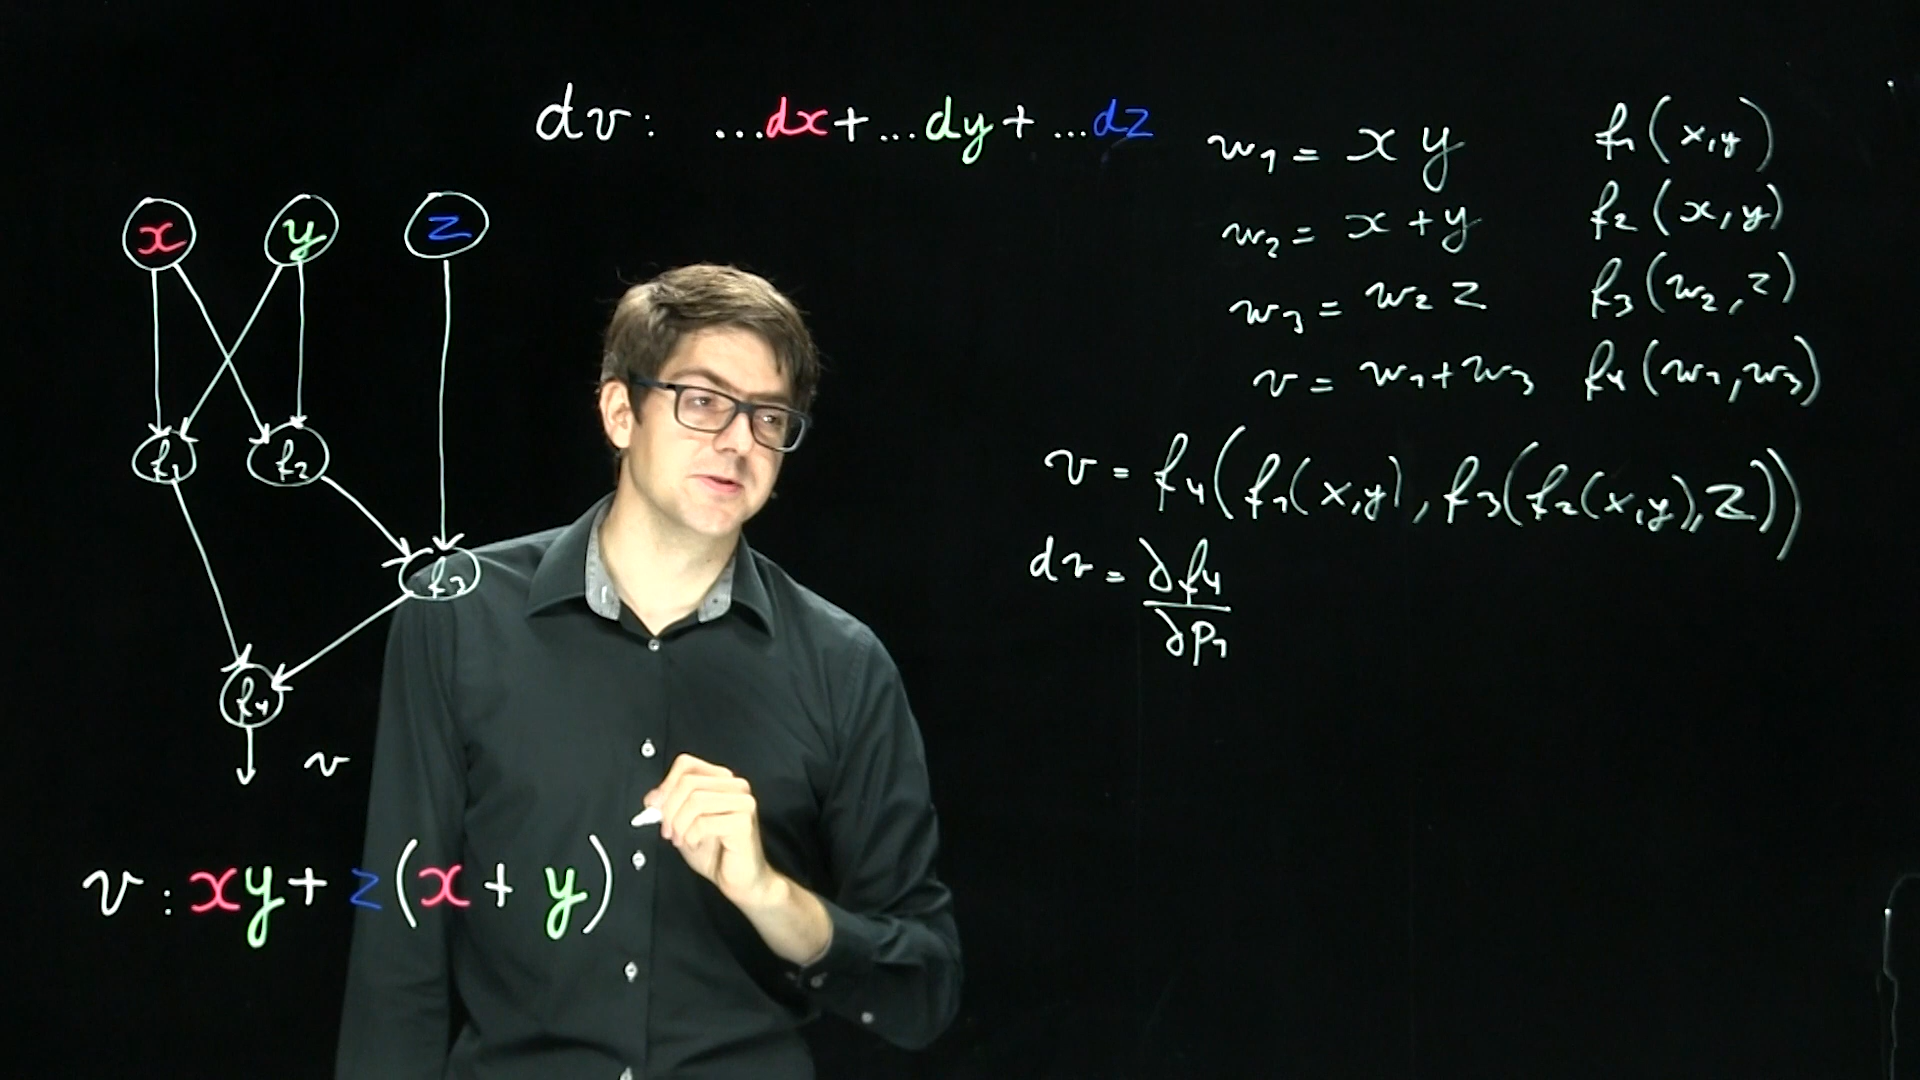 dv: ...dx+...dy+...dz
x y z
f1 f2
f3
f4
v
v: xy+ z(x+ y)
w1 = x y f1(x,y)
w2 = x + y f2(x,y)
w3 = w2 z f3(w2,z)
v = w1+w3 f4(w1,w3)
v = f4(f1(x,y), f3(f2(x,y),z))
dv = ∂f4
∂p1